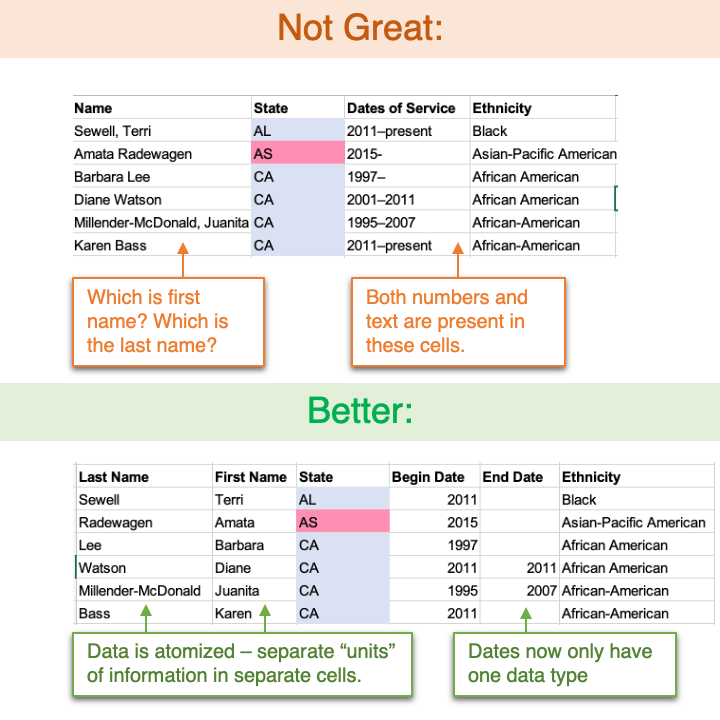 Not Great:
Name State Dates of Service Ethnicity
Sewell, Terri AL 2011–present Black
Amata Radewagen AS 2015- Asian-Pacific American
Barbara Lee CA 1997– African American
Diane Watson CA 2001–2011 African American
Millender-McDonald, Juanita CA 1995–2007 African-American
Karen Bass CA 2011–present African-American
Which is first
name? Which is
the last name?
Both numbers and
text are present in
these cells.
Better:
Last Name First Name State Begin Date End Date Ethnicity
Sewell Terri AL 2011 Black
Radewagen Amata AS 2015 Asian-Pacific American
Lee Barbara CA 1997 African American
Watson Diane CA 2011 2011 African American
Millender-McDonald Juanita CA 1995 2007 African-American
Bass Karen CA 2011 African-American
Data is atomized – separate “units”
of information in separate cells.
Dates now only have
one data type